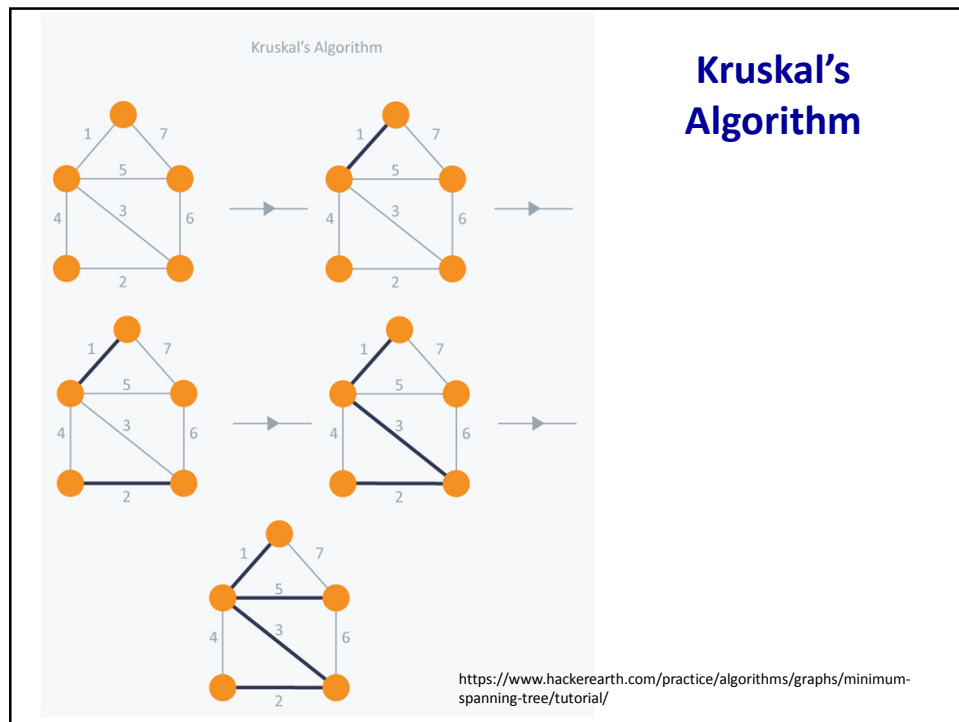 Kruskal's Algorithm
Kruskal's
Algorithm
1 7
5
4 3 6
2
1 7
5
4 3 6
2
1 7
5
4 3 6
2
1 7
5
4 3 6
2
1 7
5
4 3 6
2
https://www.hackerearth.com/practice/algorithms/graphs/minimum-
spanning-tree/tutorial/